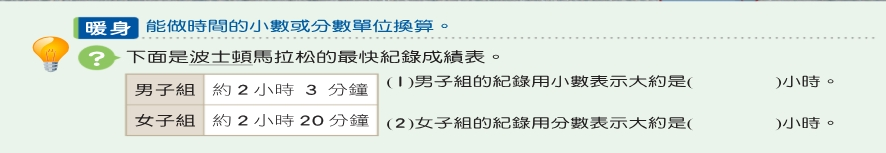 暖身 能做時間的小數或分數單位換算。
? 下面是波士頓馬拉松的最快紀錄成績表。
男子組 約 2 小時 3 分鐘 (1)男子組的紀錄用小數表示大約是( )小時。
女子組 約 2 小時 20 分鐘 (2)女子組的紀錄用分數表示大約是( )小時。